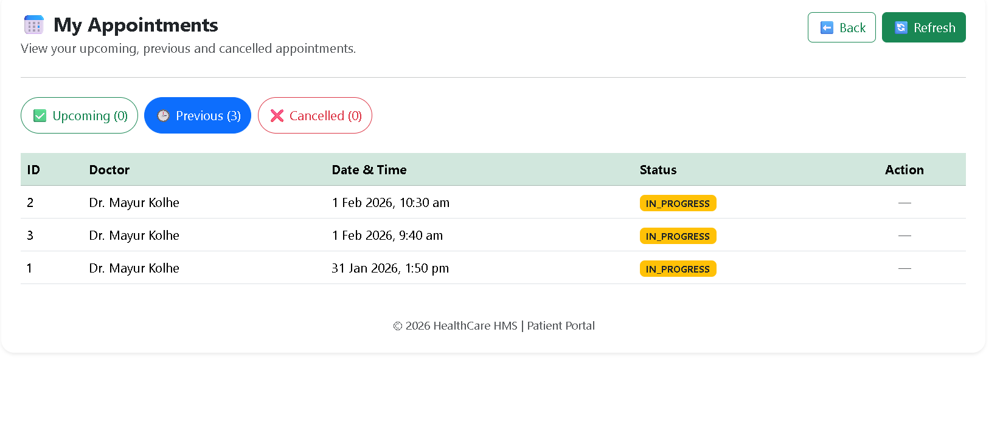 My Appointments
Back
Refresh
View your upcoming, previous and cancelled appointments.
Upcoming (0)
Previous (3)
Cancelled (0)
ID Doctor Date & Time Status Action
2 Dr. Mayur Kolhe 1 Feb 2026, 10:30 am IN_PROGRESS —
3 Dr. Mayur Kolhe 1 Feb 2026, 9:40 am IN_PROGRESS —
1 Dr. Mayur Kolhe 31 Jan 2026, 1:50 pm IN_PROGRESS —
© 2026 HealthCare HMS | Patient Portal